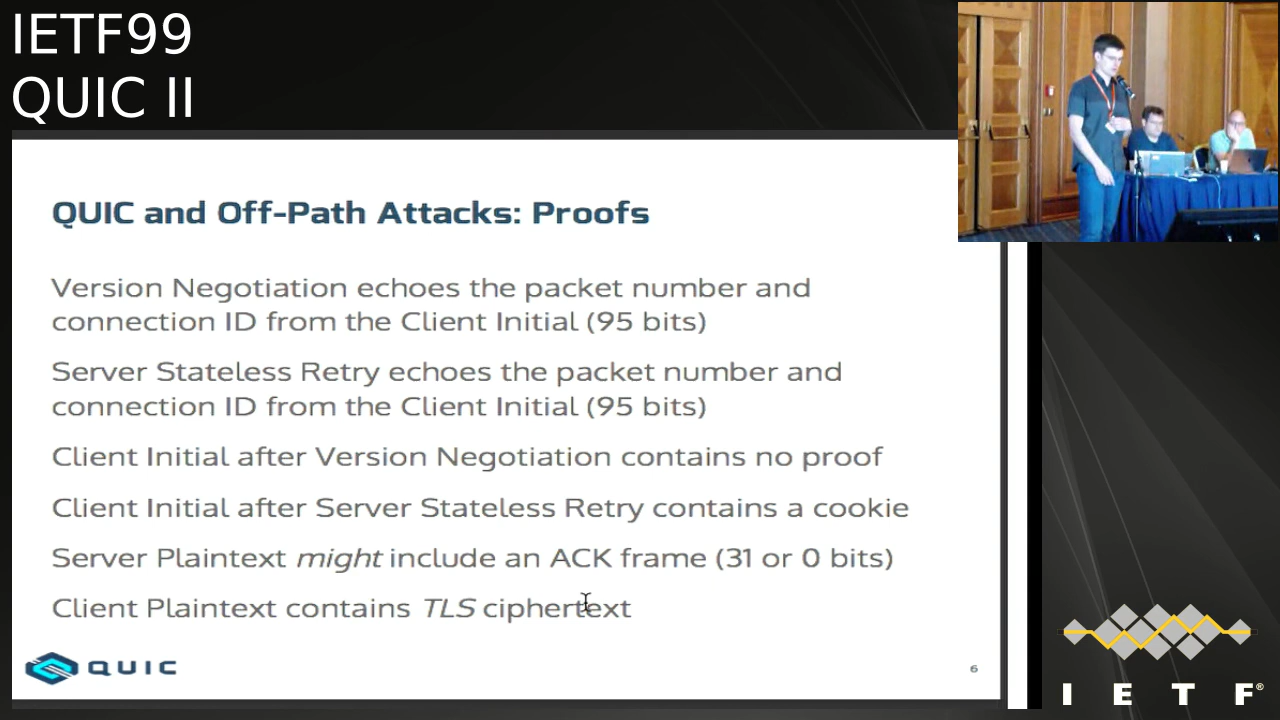 IETF99
QUIC II
QUIC and Off-Path Attacks: Proofs
Version Negotiation echoes the packet number and
connection ID from the Client Initial (95 bits)
Server Stateless Retry echoes the packet number and
connection ID from the Client Initial (95 bits)
Client Initial after Version Negotiation contains no proof
Client Initial after Server Stateless Retry contains a cookie
Server Plaintext might include an ACK frame (31 or 0 bits)
Client Plaintext contains TLS ciphertext
QUIC
6
I E T F®